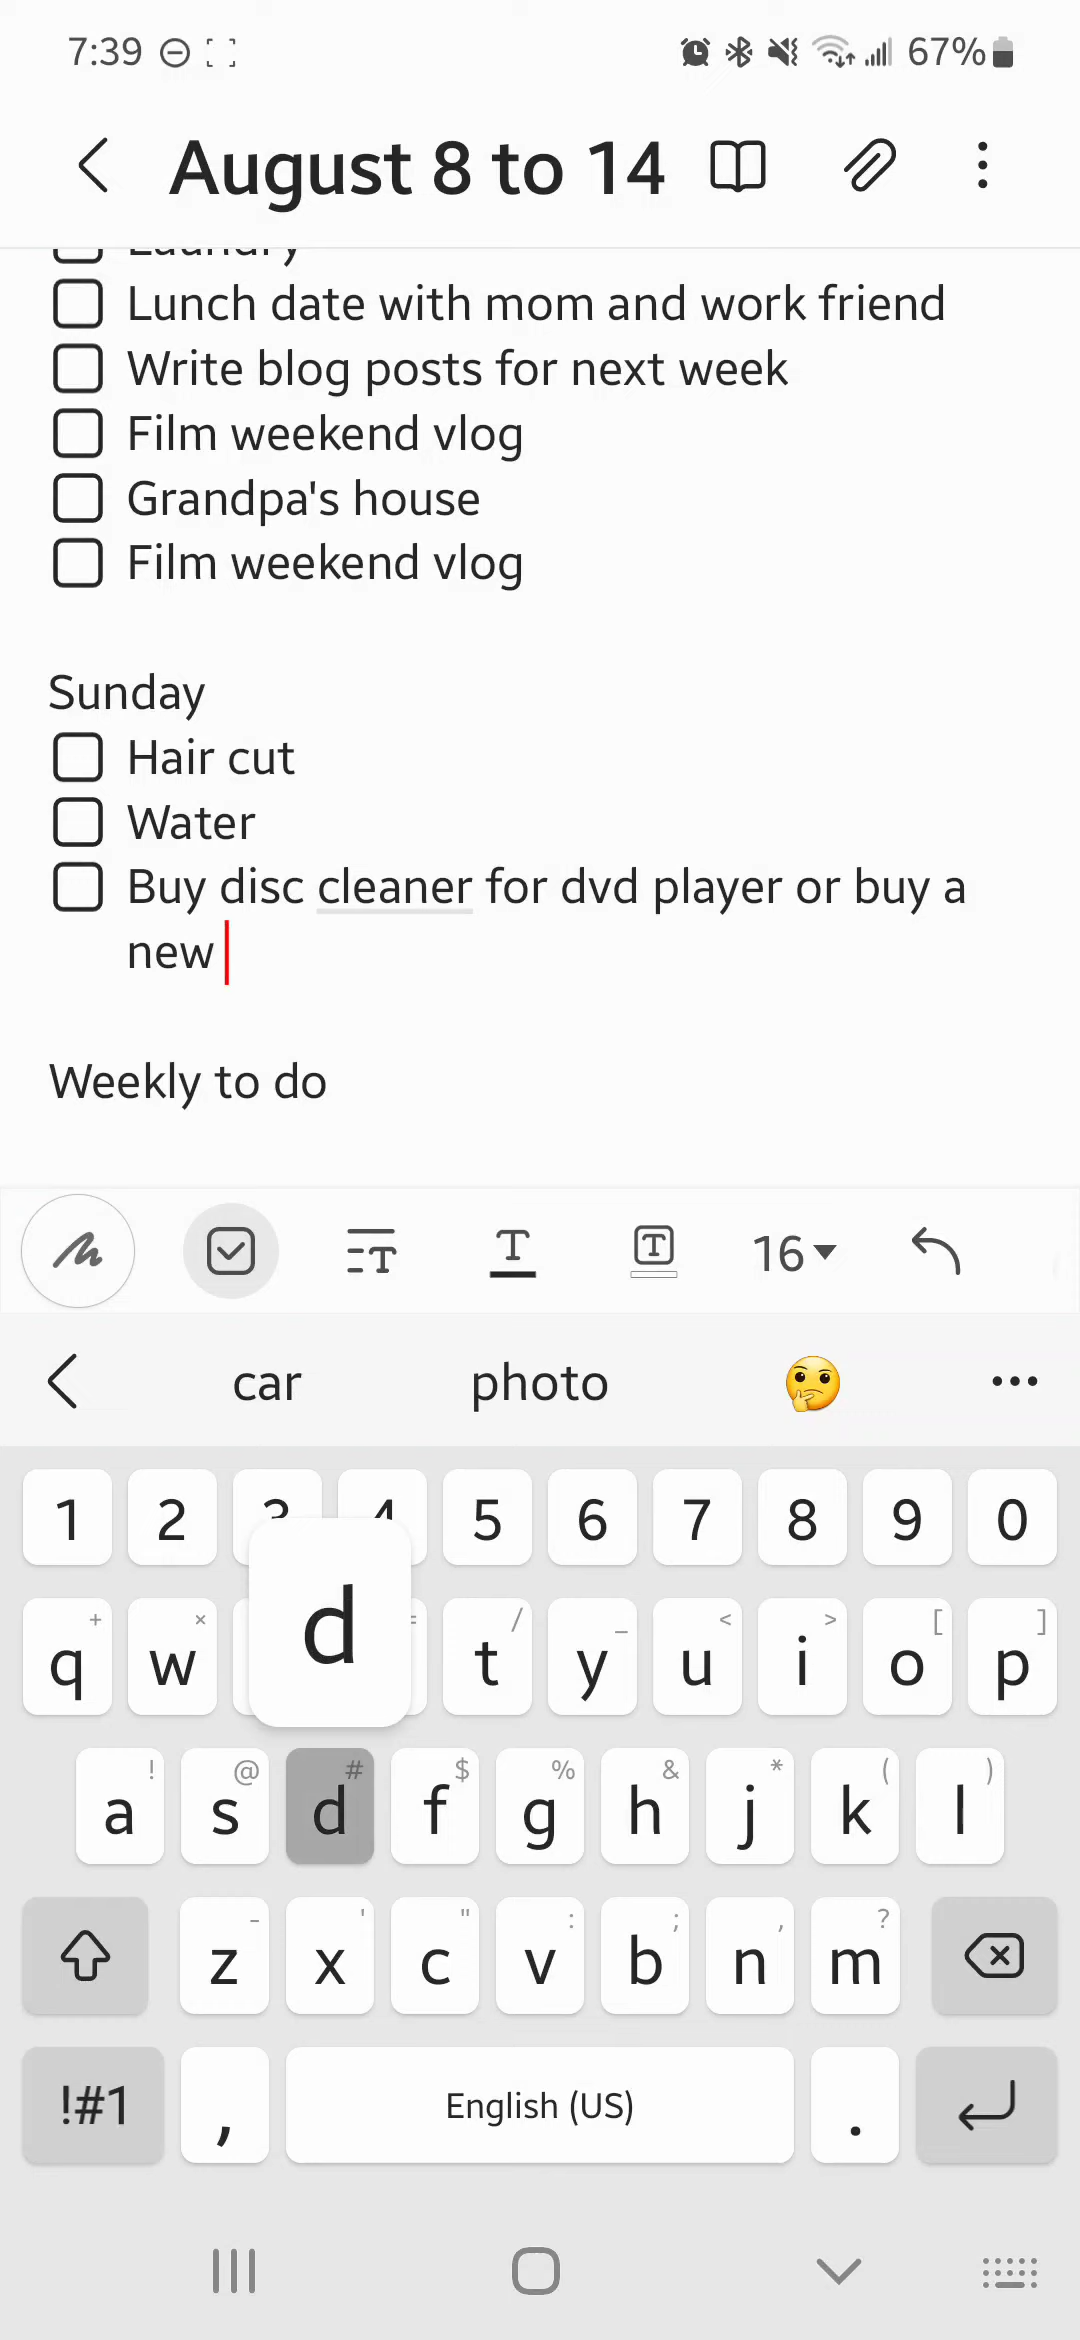 7:39 67%
August 8 to 14
Laundry
Lunch date with mom and work friend
Write blog posts for next week
Film weekend vlog
Grandpa's house
Film weekend vlog
Sunday
Hair cut
Water
Buy disc cleaner for dvd player or buy a
new
Weekly to do
T T T 16
car photo 🤔 •••
1 2 3 4 5 6 7 8 9 0
d
+ × = / _ < > [ ]
q w t y u i o p
! @ # $ % & * ( )
a s d f g h j k l
- ' " : ; , ?
z x c v b n m
!#1 , English (US) .